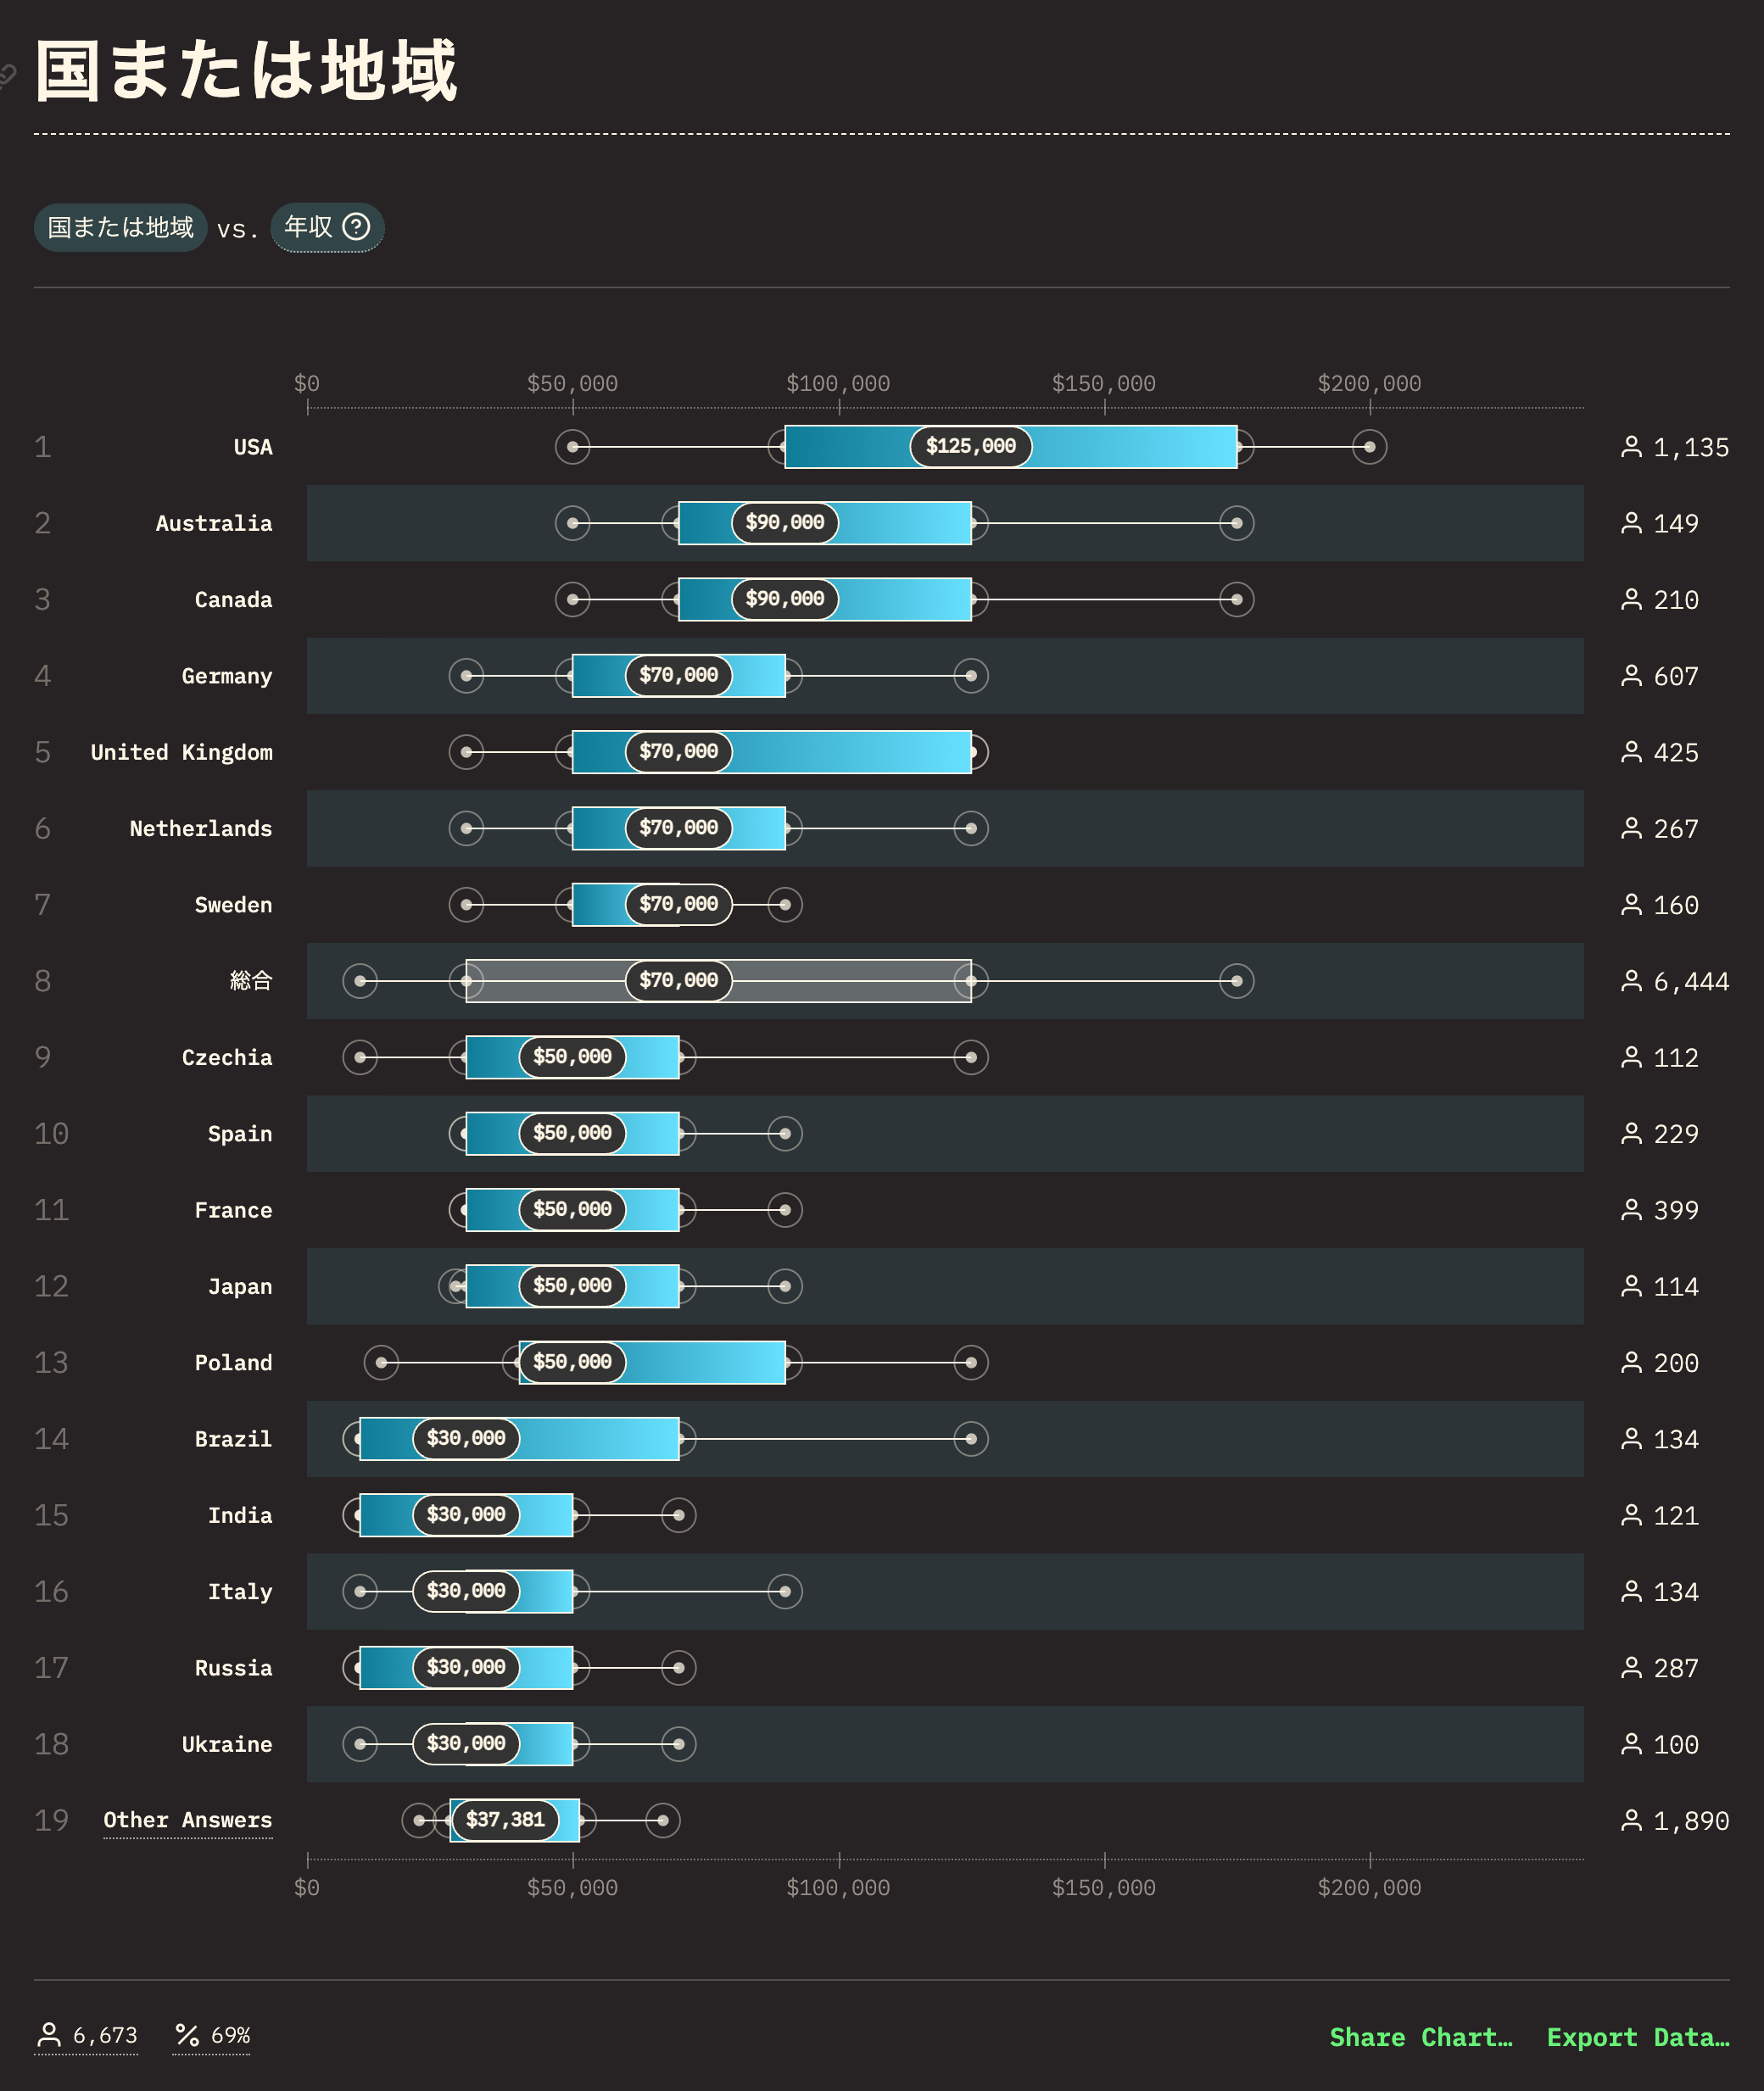 国または地域
国または地域 vs. 年収
$0 $50,000 $100,000 $150,000 $200,000
1 USA $125,000 1,135
2 Australia $90,000 149
3 Canada $90,000 210
4 Germany $70,000 607
5 United Kingdom $70,000 425
6 Netherlands $70,000 267
7 Sweden $70,000 160
8 総合 $70,000 6,444
9 Czechia $50,000 112
10 Spain $50,000 229
11 France $50,000 399
12 Japan $50,000 114
13 Poland $50,000 200
14 Brazil $30,000 134
15 India $30,000 121
16 Italy $30,000 134
17 Russia $30,000 287
18 Ukraine $30,000 100
19 Other Answers $37,381 1,890
$0 $50,000 $100,000 $150,000 $200,000
6,673 69% Share Chart… Export Data…